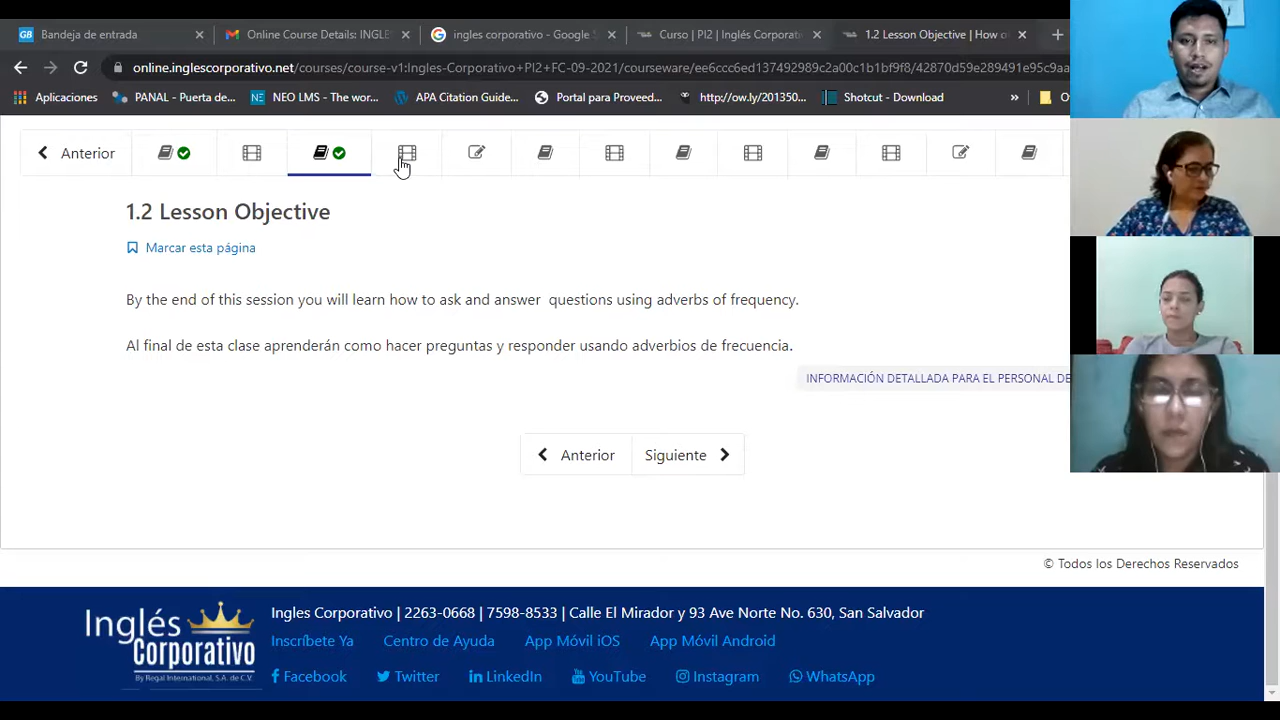 GB Bandeja de entrada
Online Course Details: INGLE
ingles corporativo - Google S
Curso | PI2 | Inglés Corporati
1.2 Lesson Objective | How o
online.inglescorporativo.net/courses/course-v1:Ingles-Corporativo+PI2+FC-09-2021/courseware/ee6ccc6ed137492989c2a00c1b1bf9f8/42870d59e289491e95c9aa
Aplicaciones
PANAL - Puerta de...
NE NEO LMS - The wor...
APA Citation Guide...
Portal para Proveed...
http://ow.ly/201350...
Shotcut - Download
»
Anterior
1.2 Lesson Objective
Marcar esta página
By the end of this session you will learn how to ask and answer questions using adverbs of frequency.
Al final de esta clase aprenderán como hacer preguntas y responder usando adverbios de frecuencia.
INFORMACIÓN DETALLADA PARA EL PERSONAL DE
Anterior
Siguiente
© Todos los Derechos Reservados
Inglés
Corporativo
By Regal International, S.A. de C.V.
Ingles Corporativo | 2263-0668 | 7598-8533 | Calle El Mirador y 93 Ave Norte No. 630, San Salvador
Inscríbete Ya
Centro de Ayuda
App Móvil iOS
App Móvil Android
Facebook
Twitter
LinkedIn
YouTube
Instagram
WhatsApp